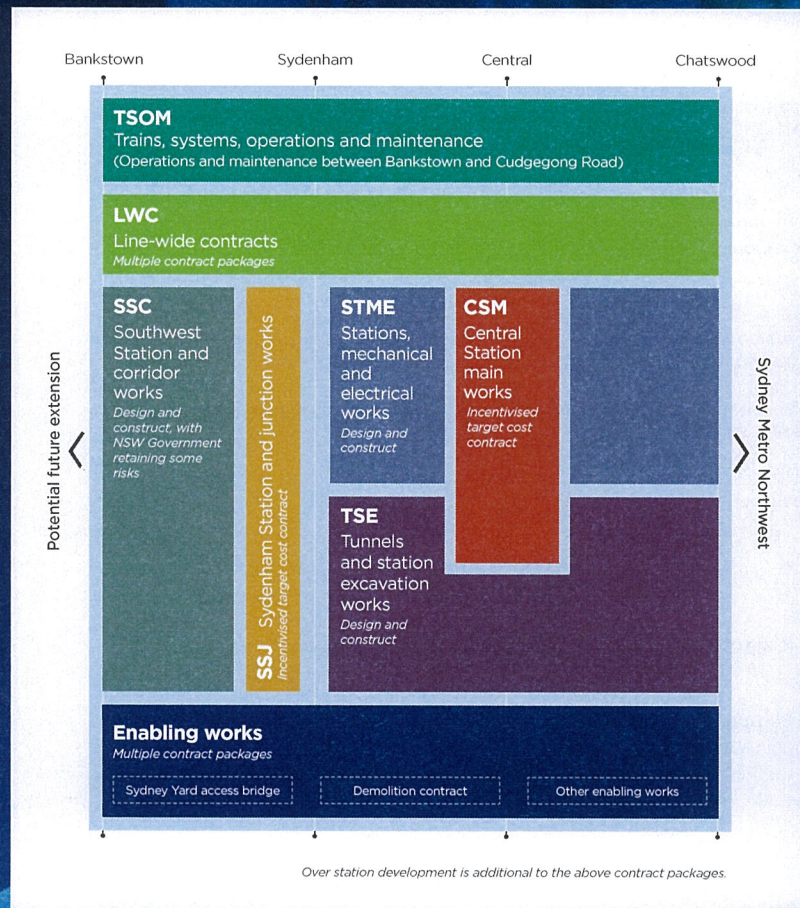 Bankstown
Sydenham
Central
Chatswood
TSOM
Trains, systems, operations and maintenance
(Operations and maintenance between Bankstown and Cudgegong Road)
LWC
Line-wide contracts
Multiple contract packages
SSC
Southwest
Station and
corridor
works
Design and
construct, with
NSW Government
retaining some
risks
SSJ Sydenham Station and junction works
Incentivised target cost contract
STME
Stations,
mechanical
and
electrical
works
Design and
construct
CSM
Central
Station
main
works
Incentivised
target cost
contract
TSE
Tunnels
and station
excavation
works
Design and
construct
Potential future extension
Sydney Metro Northwest
Enabling works
Multiple contract packages
Sydney Yard access bridge
Demolition contract
Other enabling works
Over station development is additional to the above contract packages.